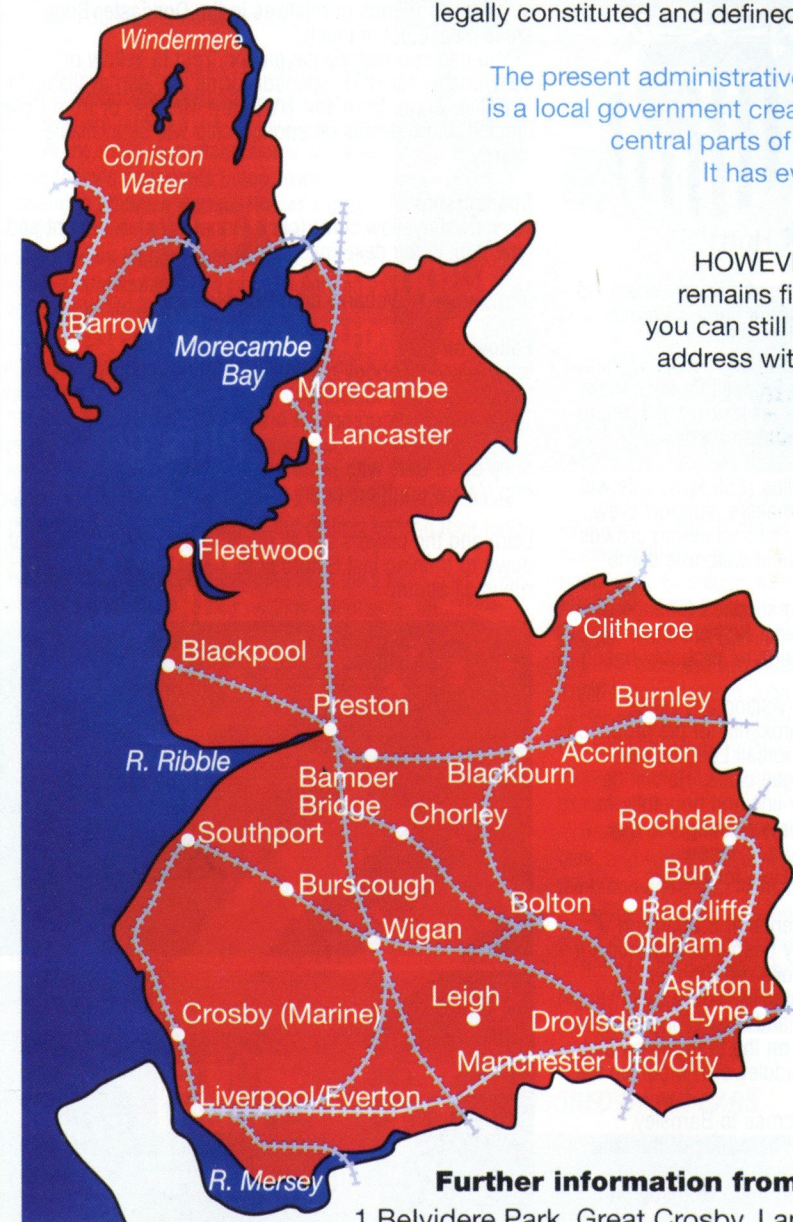 legally constituted and defined
The present administrative
is a local government crea
central parts of
It has ev
HOWEV
remains fi
you can still
address wit
Windermere
Coniston
Water
Barrow
Morecambe
Bay
Morecambe
Lancaster
Fleetwood
Clitheroe
Blackpool
Burnley
Preston
R. Ribble
Accrington
Blackburn
Bamper
Bridge
Chorley
Rochdale
Southport
Bury
Burscough
Bolton
Radcliffe
Wigan
Oldham
Ashton u
Lyne
Leigh
Crosby (Marine)
Droylsden
Manchester Utd/City
Liverpool/Everton
R. Mersey
Further information from
1 Belvidere Park, Great Crosby, Lan